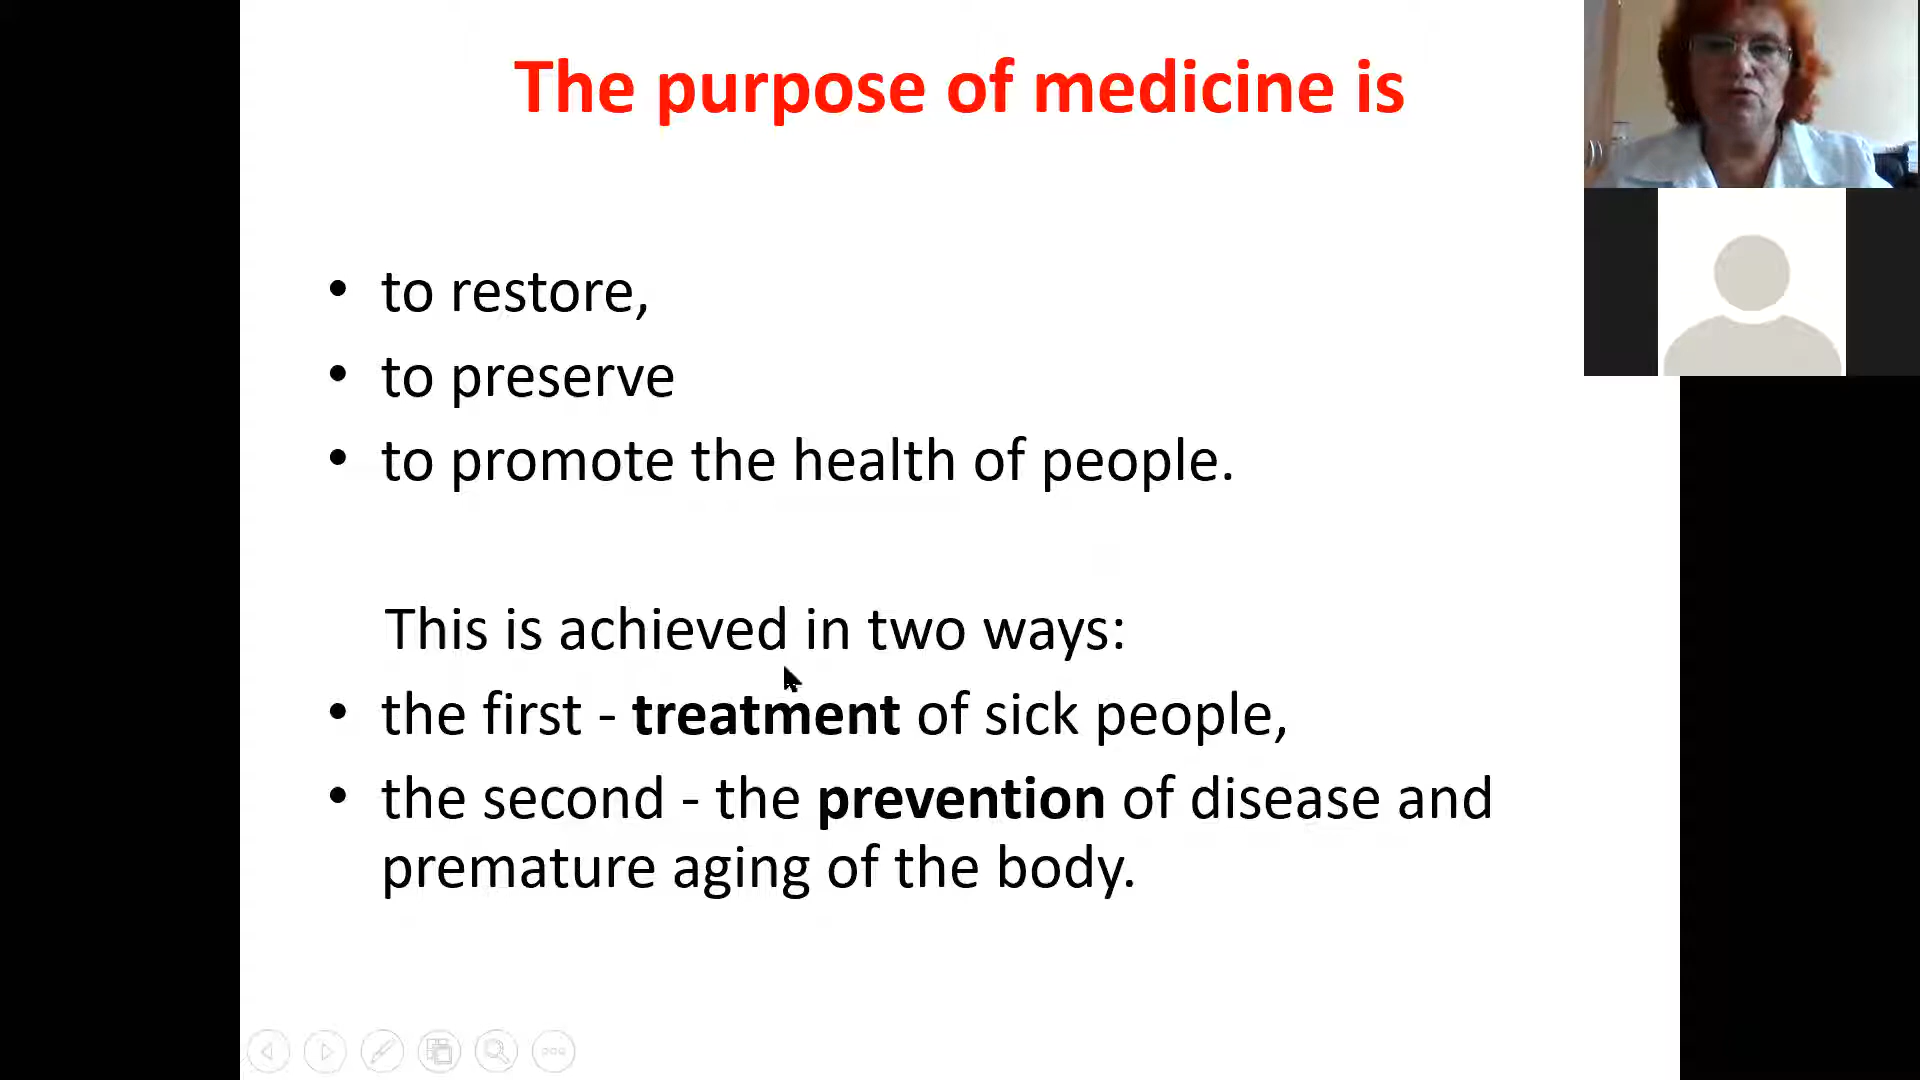 The purpose of medicine is
• to restore,
• to preserve
• to promote the health of people.
This is achieved in two ways:
• the first - treatment of sick people,
• the second - the prevention of disease and
premature aging of the body.